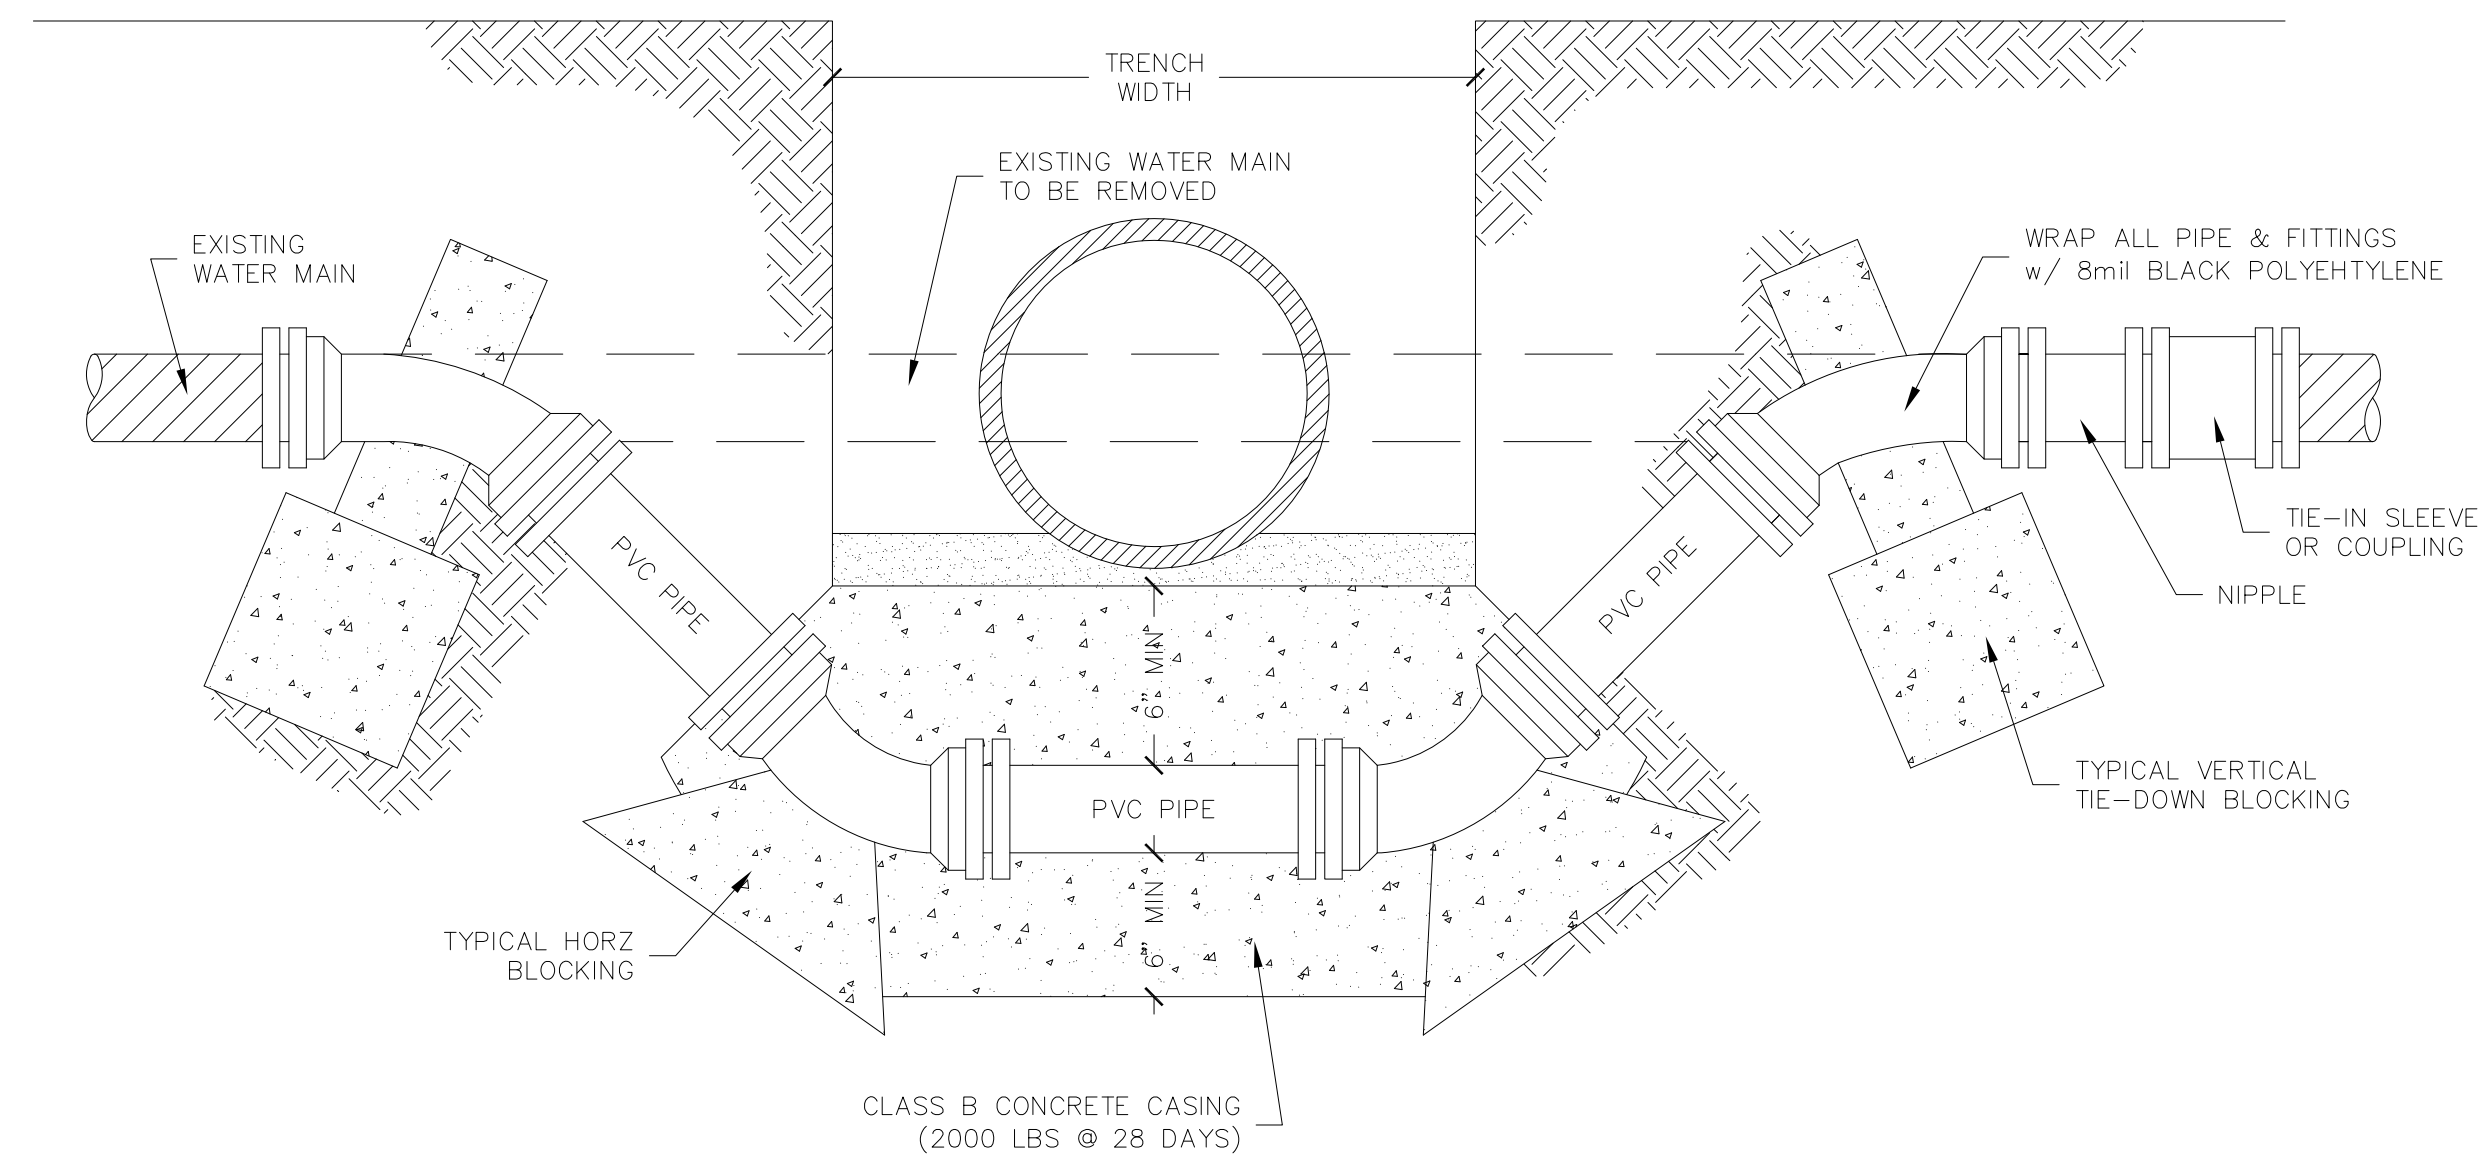 TRENCH
WIDTH
EXISTING WATER MAIN
TO BE REMOVED
EXISTING
WATER MAIN
WRAP ALL PIPE & FITTINGS
w/ 8mil BLACK POLYEHTYLENE
TIE-IN SLEEVE
OR COUPLING
NIPPLE
PVC PIPE
PVC PIPE
6" MIN
TYPICAL VERTICAL
TIE-DOWN BLOCKING
PVC PIPE
6" MIN
TYPICAL HORZ
BLOCKING
CLASS B CONCRETE CASING
(2000 LBS @ 28 DAYS)